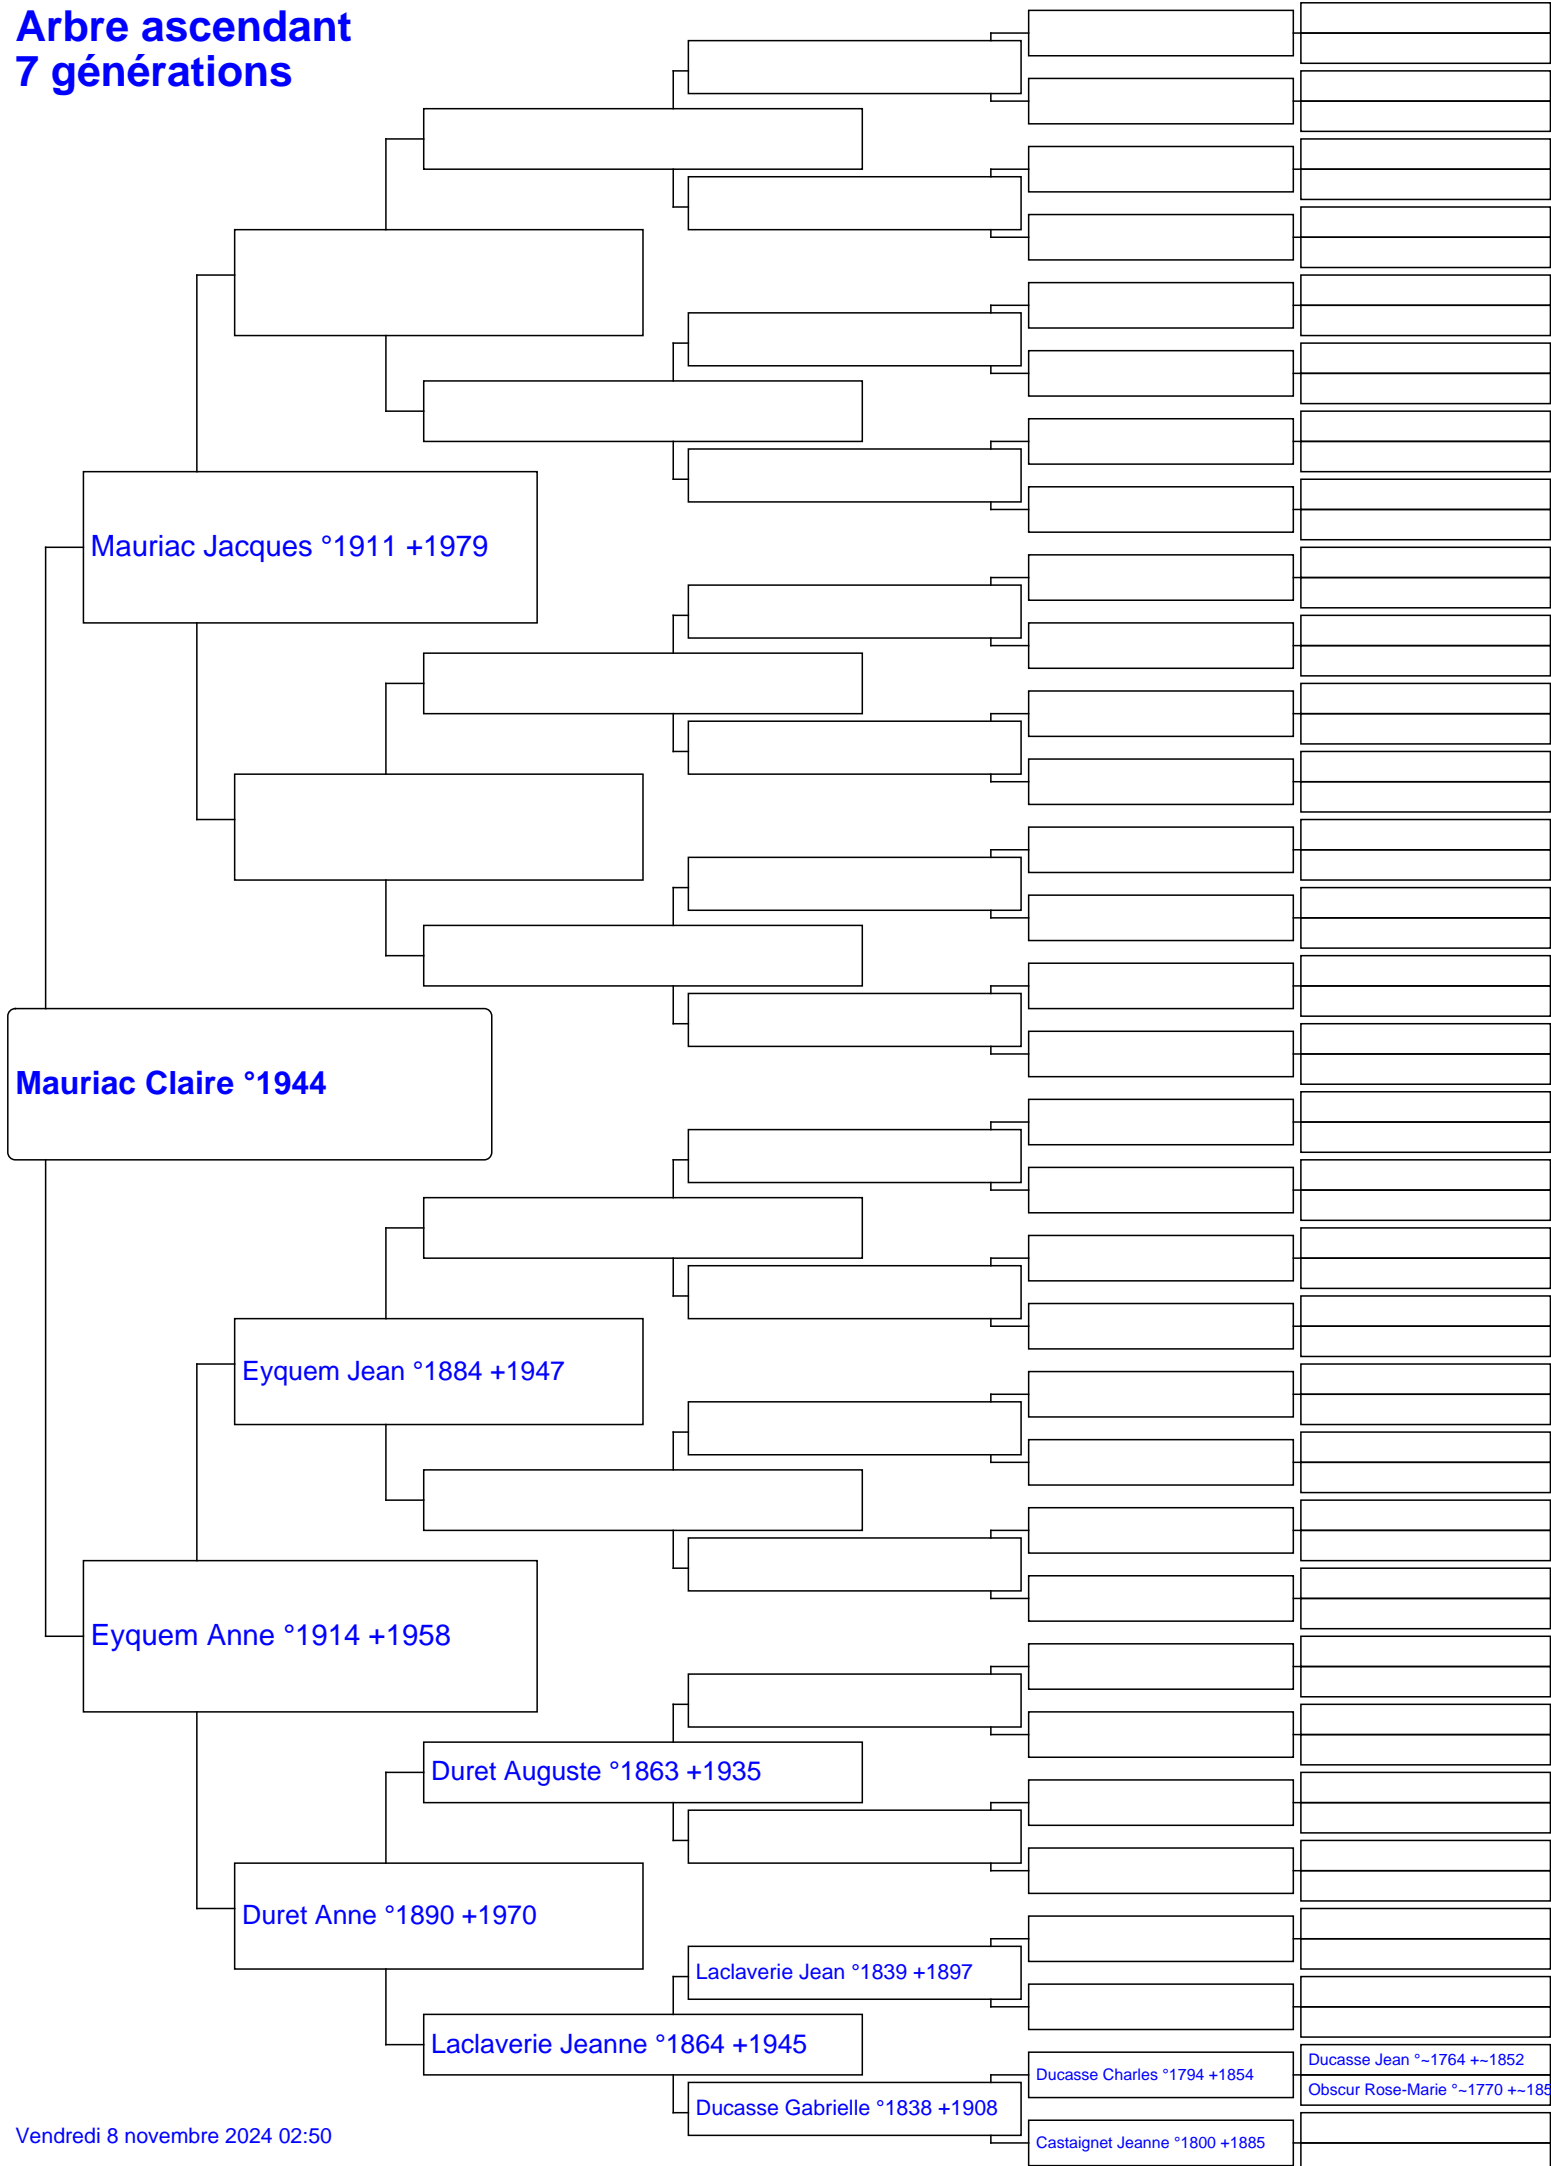 Arbre ascendant
7 générations
Mauriac Jacques °1911 +1979
Mauriac Claire °1944
Eyquem Jean °1884 +1947
Eyquem Anne °1914 +1958
Duret Auguste °1863 +1935
Duret Anne °1890 +1970
Laclaverie Jean °1839 +1897
Laclaverie Jeanne °1864 +1945
Ducasse Jean °~1764 +~1852
Ducasse Charles °1794 +1854
Obscur Rose-Marie °~1770 +~185
Ducasse Gabrielle °1838 +1908
Castaignet Jeanne °1800 +1885
Vendredi 8 novembre 2024 02:50